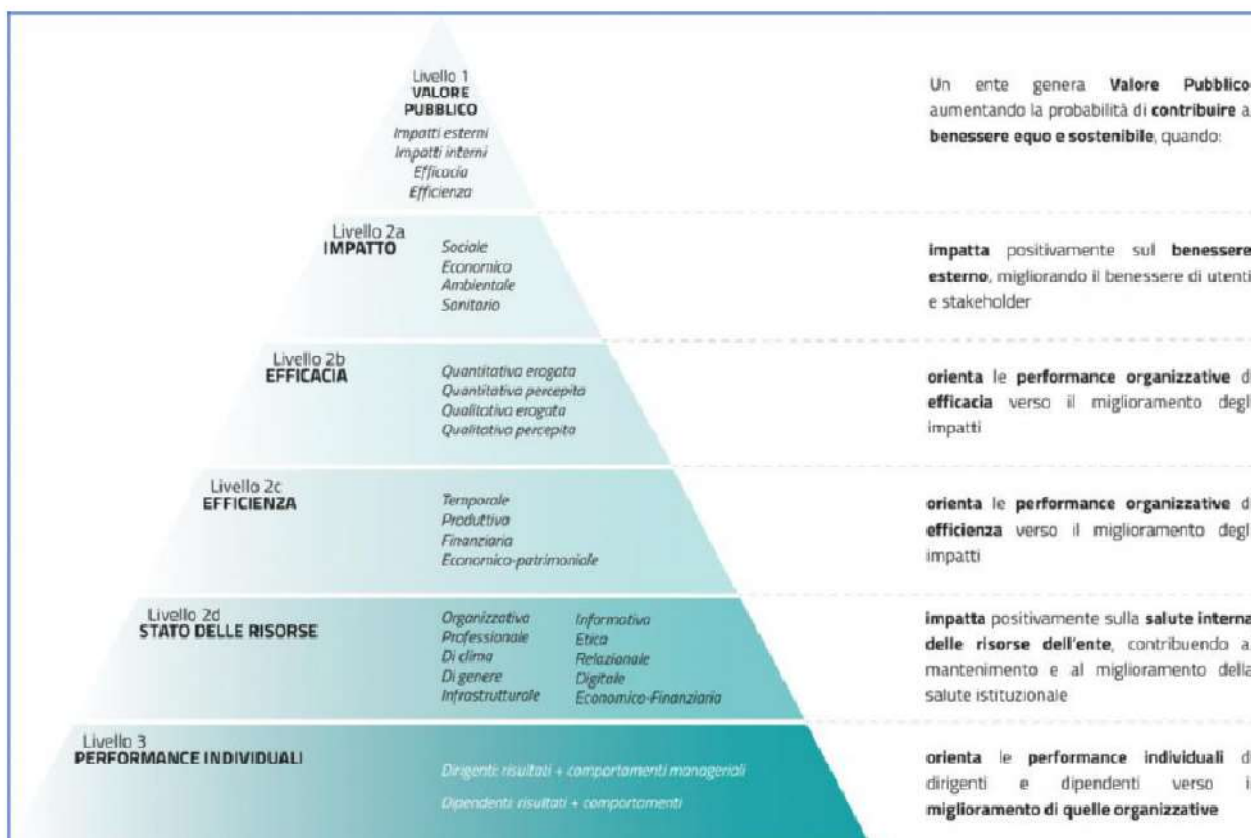 Livello 1
VALORE
PUBBLICO
Impatti esterni
Impatti interni
Efficacia
Efficienza
Un ente genera Valore Pubblico
aumentando la probabilità di contribuire a
benessere equo e sostenibile, quando:
Livello 2a
IMPATTO
Sociale
Economico
Ambientale
Sanitario
impatta positivamente sul benessere
esterno, migliorando il benessere di utenti
e stakeholder
Livello 2b
EFFICACIA
Quantitativa erogata
Quantitativa percepita
Qualitativa erogata
Qualitativa percepita
orienta le performance organizzative di
efficacia verso il miglioramento degli
impatti
Livello 2c
EFFICIENZA
Temporale
Produttiva
Finanziaria
Economico-patrimoniale
orienta le performance organizzative di
efficienza verso il miglioramento degli
impatti
Livello 2d
STATO DELLE RISORSE
Organizzativa
Professionale
Di clima
Di genere
Infrastrutturale
Informativa
Etica
Relazionale
Digitale
Economico-Finanziaria
impatta positivamente sulla salute interna
delle risorse dell'ente, contribuendo a
mantenimento e al miglioramento della
salute istituzionale
Livello 3
PERFORMANCE INDIVIDUALI
Dirigenti: risultati + comportamenti manageriali
Dipendenti: risultati + comportamenti
orienta le performance individuali di
dirigenti e dipendenti verso i
miglioramento di quelle organizzative